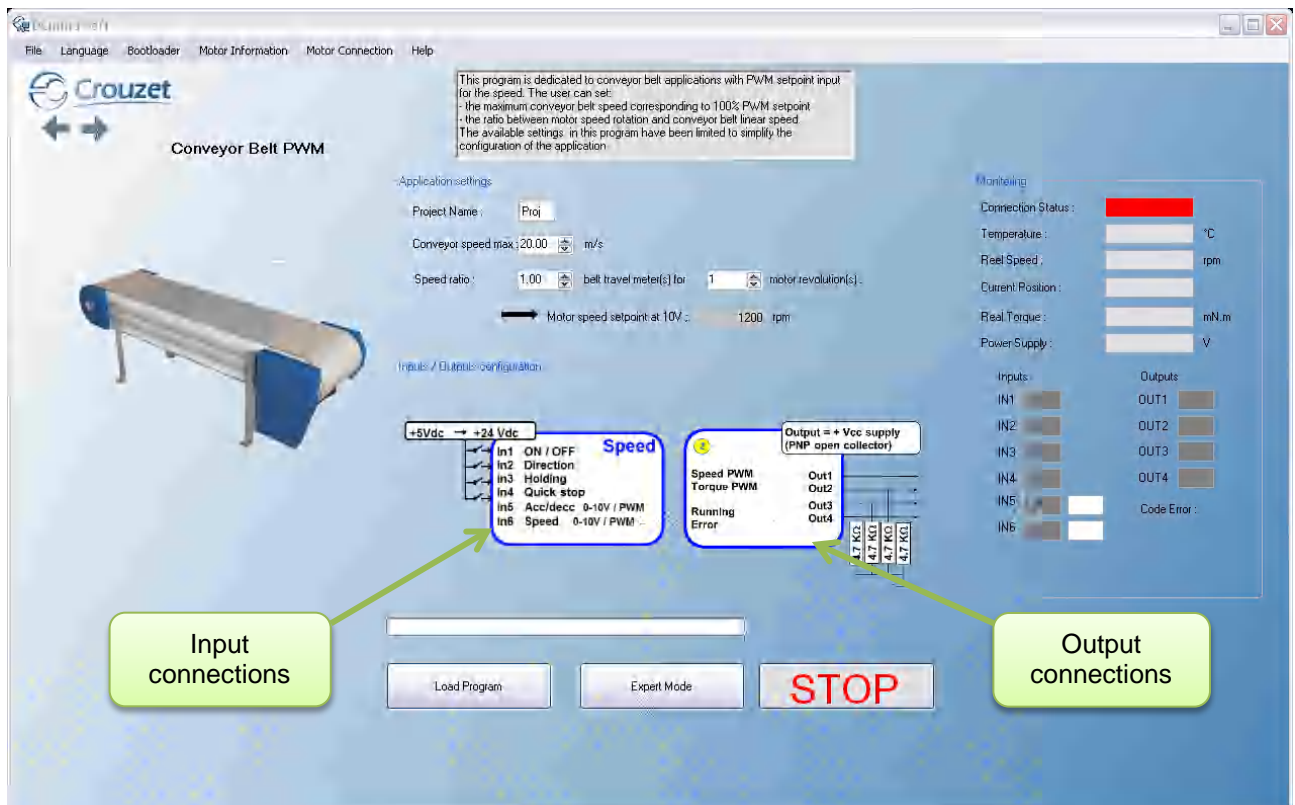 File Language Bootloader Motor Information Motor Connection Help
Crouzet
Conveyor Belt PWM
This program is dedicated to conveyor belt applications with PWM setpoint input
for the speed. The user can set:
- the maximum conveyor belt speed corresponding to 100% PWM setpoint
- the ratio between motor speed rotation and conveyor belt linear speed
The available settings in this program have been limited to simplify the
configuration of the application
Application settings
Project Name : Proj
Conveyor speed max : 20.00 m/s
Speed ratio : 1.00 belt travel meter(s) for 1 motor revolution(s) .
Motor speed setpoint at 10V : 1200 rpm
Inputs / Outputs configuration
+5Vdc → +24 Vdc
Speed
In1 ON / OFF
In2 Direction
In3 Holding
In4 Quick stop
In5 Acc/decc 0-10V / PWM
In6 Speed 0-10V / PWM
2
Output = + Vcc supply
(PNP open collector)
Speed PWM Out1
Torque PWM Out2
Running Out3
Error Out4
4.7 KΩ
4.7 KΩ
4.7 KΩ
4.7 KΩ
Monitoring
Connection Status :
Temperature : °C
Reel Speed : rpm
Current Position :
Real Torque : mN.m
Power Supply : V
Inputs Outputs
IN1 OUT1
IN2 OUT2
IN3 OUT3
IN4 OUT4
IN5 Code Error :
IN6
Input
connections
Output
connections
Load Program Expert Mode STOP